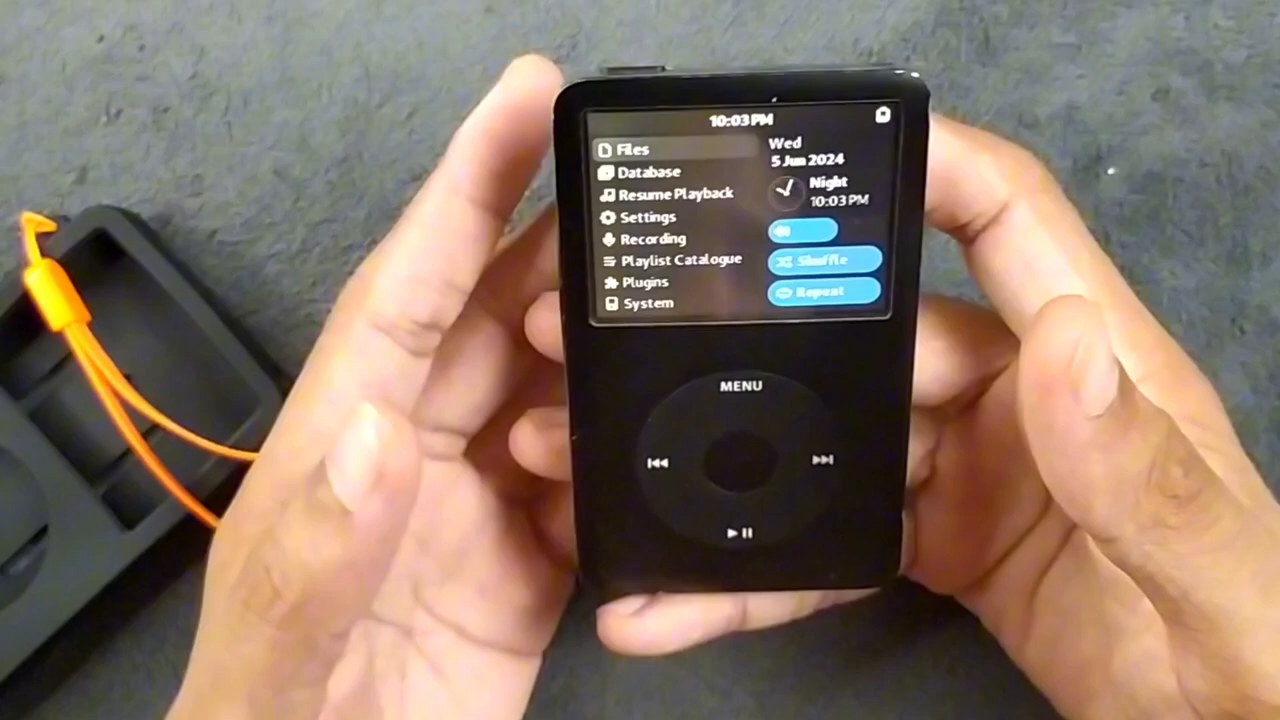 10:03 PM
Files
Database
Resume Playback
Settings
Recording
Playlist Catalogue
Plugins
System
Wed
5 Jun 2024
Night
10:03 PM
Shuffle
Repeat
MENU